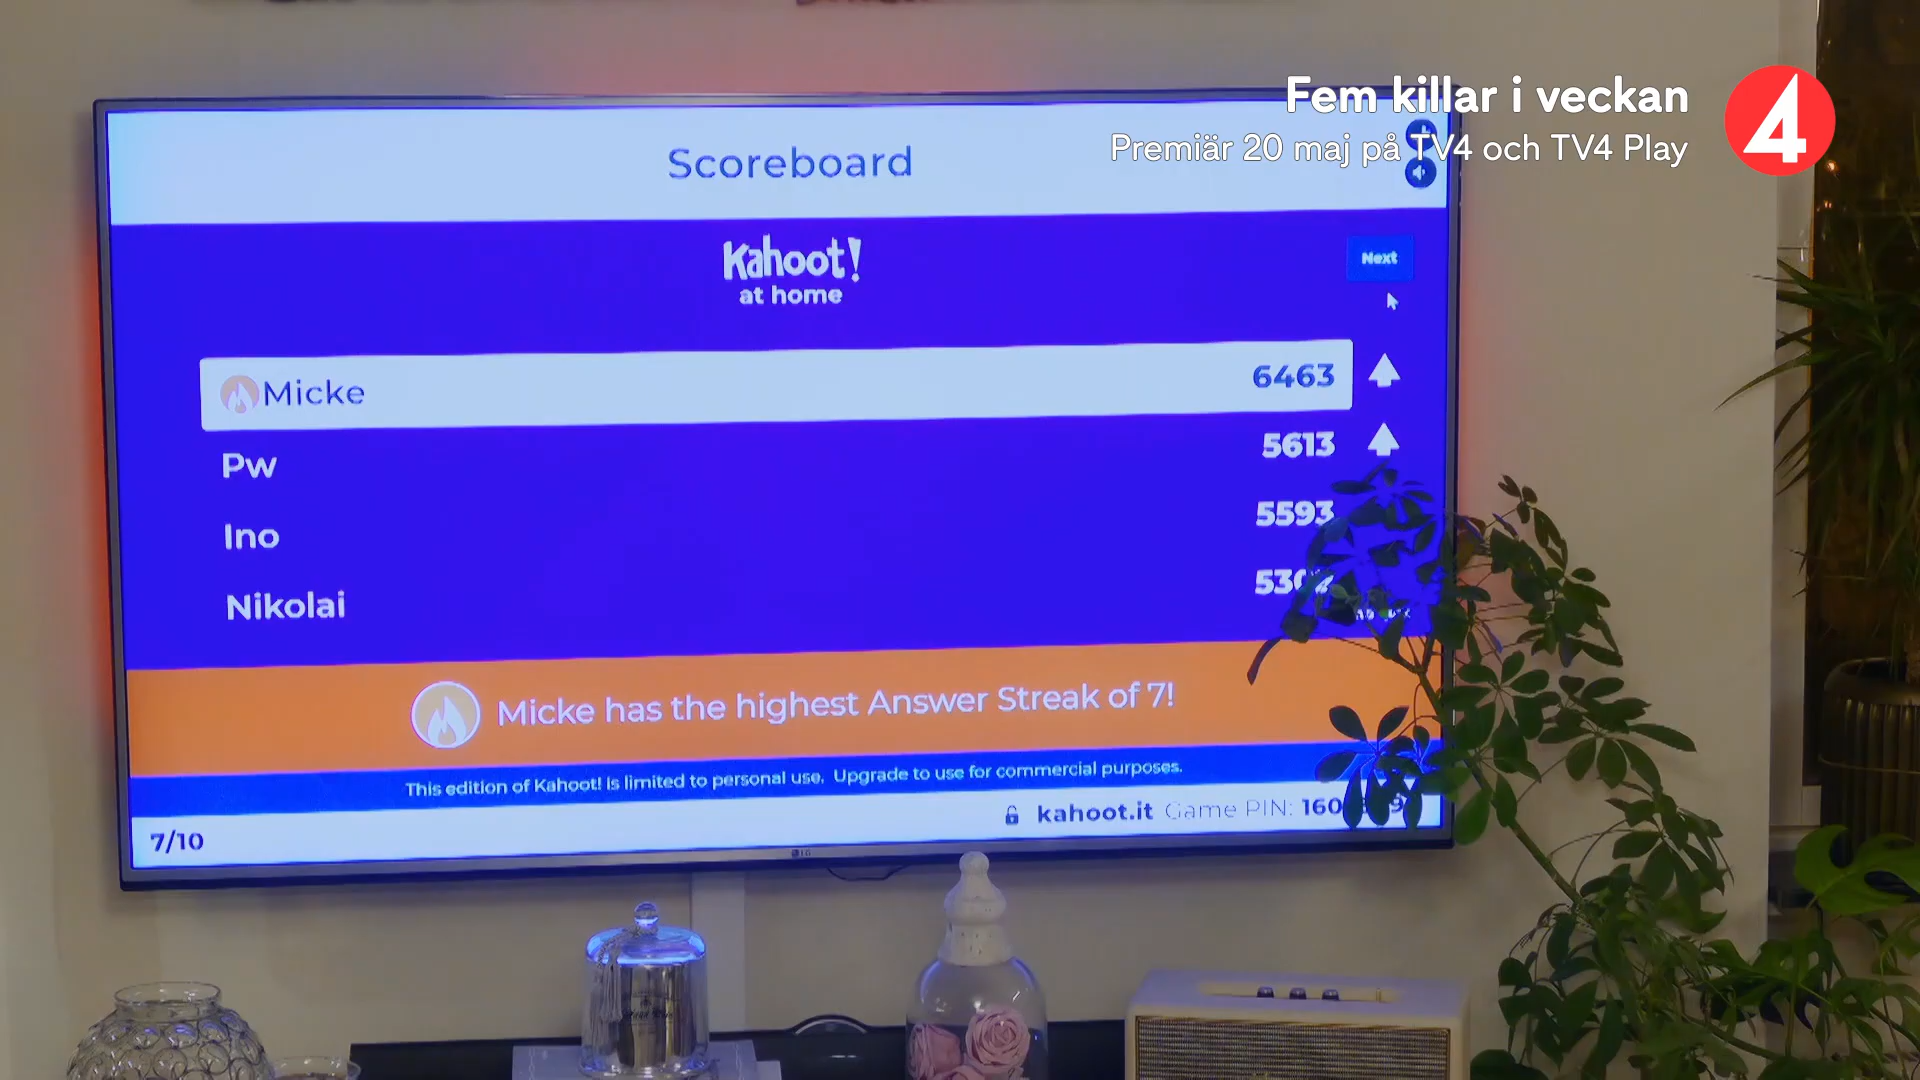 Fem killar i veckan
Premiär 20 maj på TV4 och TV4 Play
4
Scoreboard
Kahoot!
at home
Next
Micke 6463
Pw 5613
Ino 5593
Nikolai
Micke has the highest Answer Streak of 7!
This edition of Kahoot! is limited to personal use. Upgrade to use for commercial purposes.
kahoot.it Game PIN:
7/10
LG